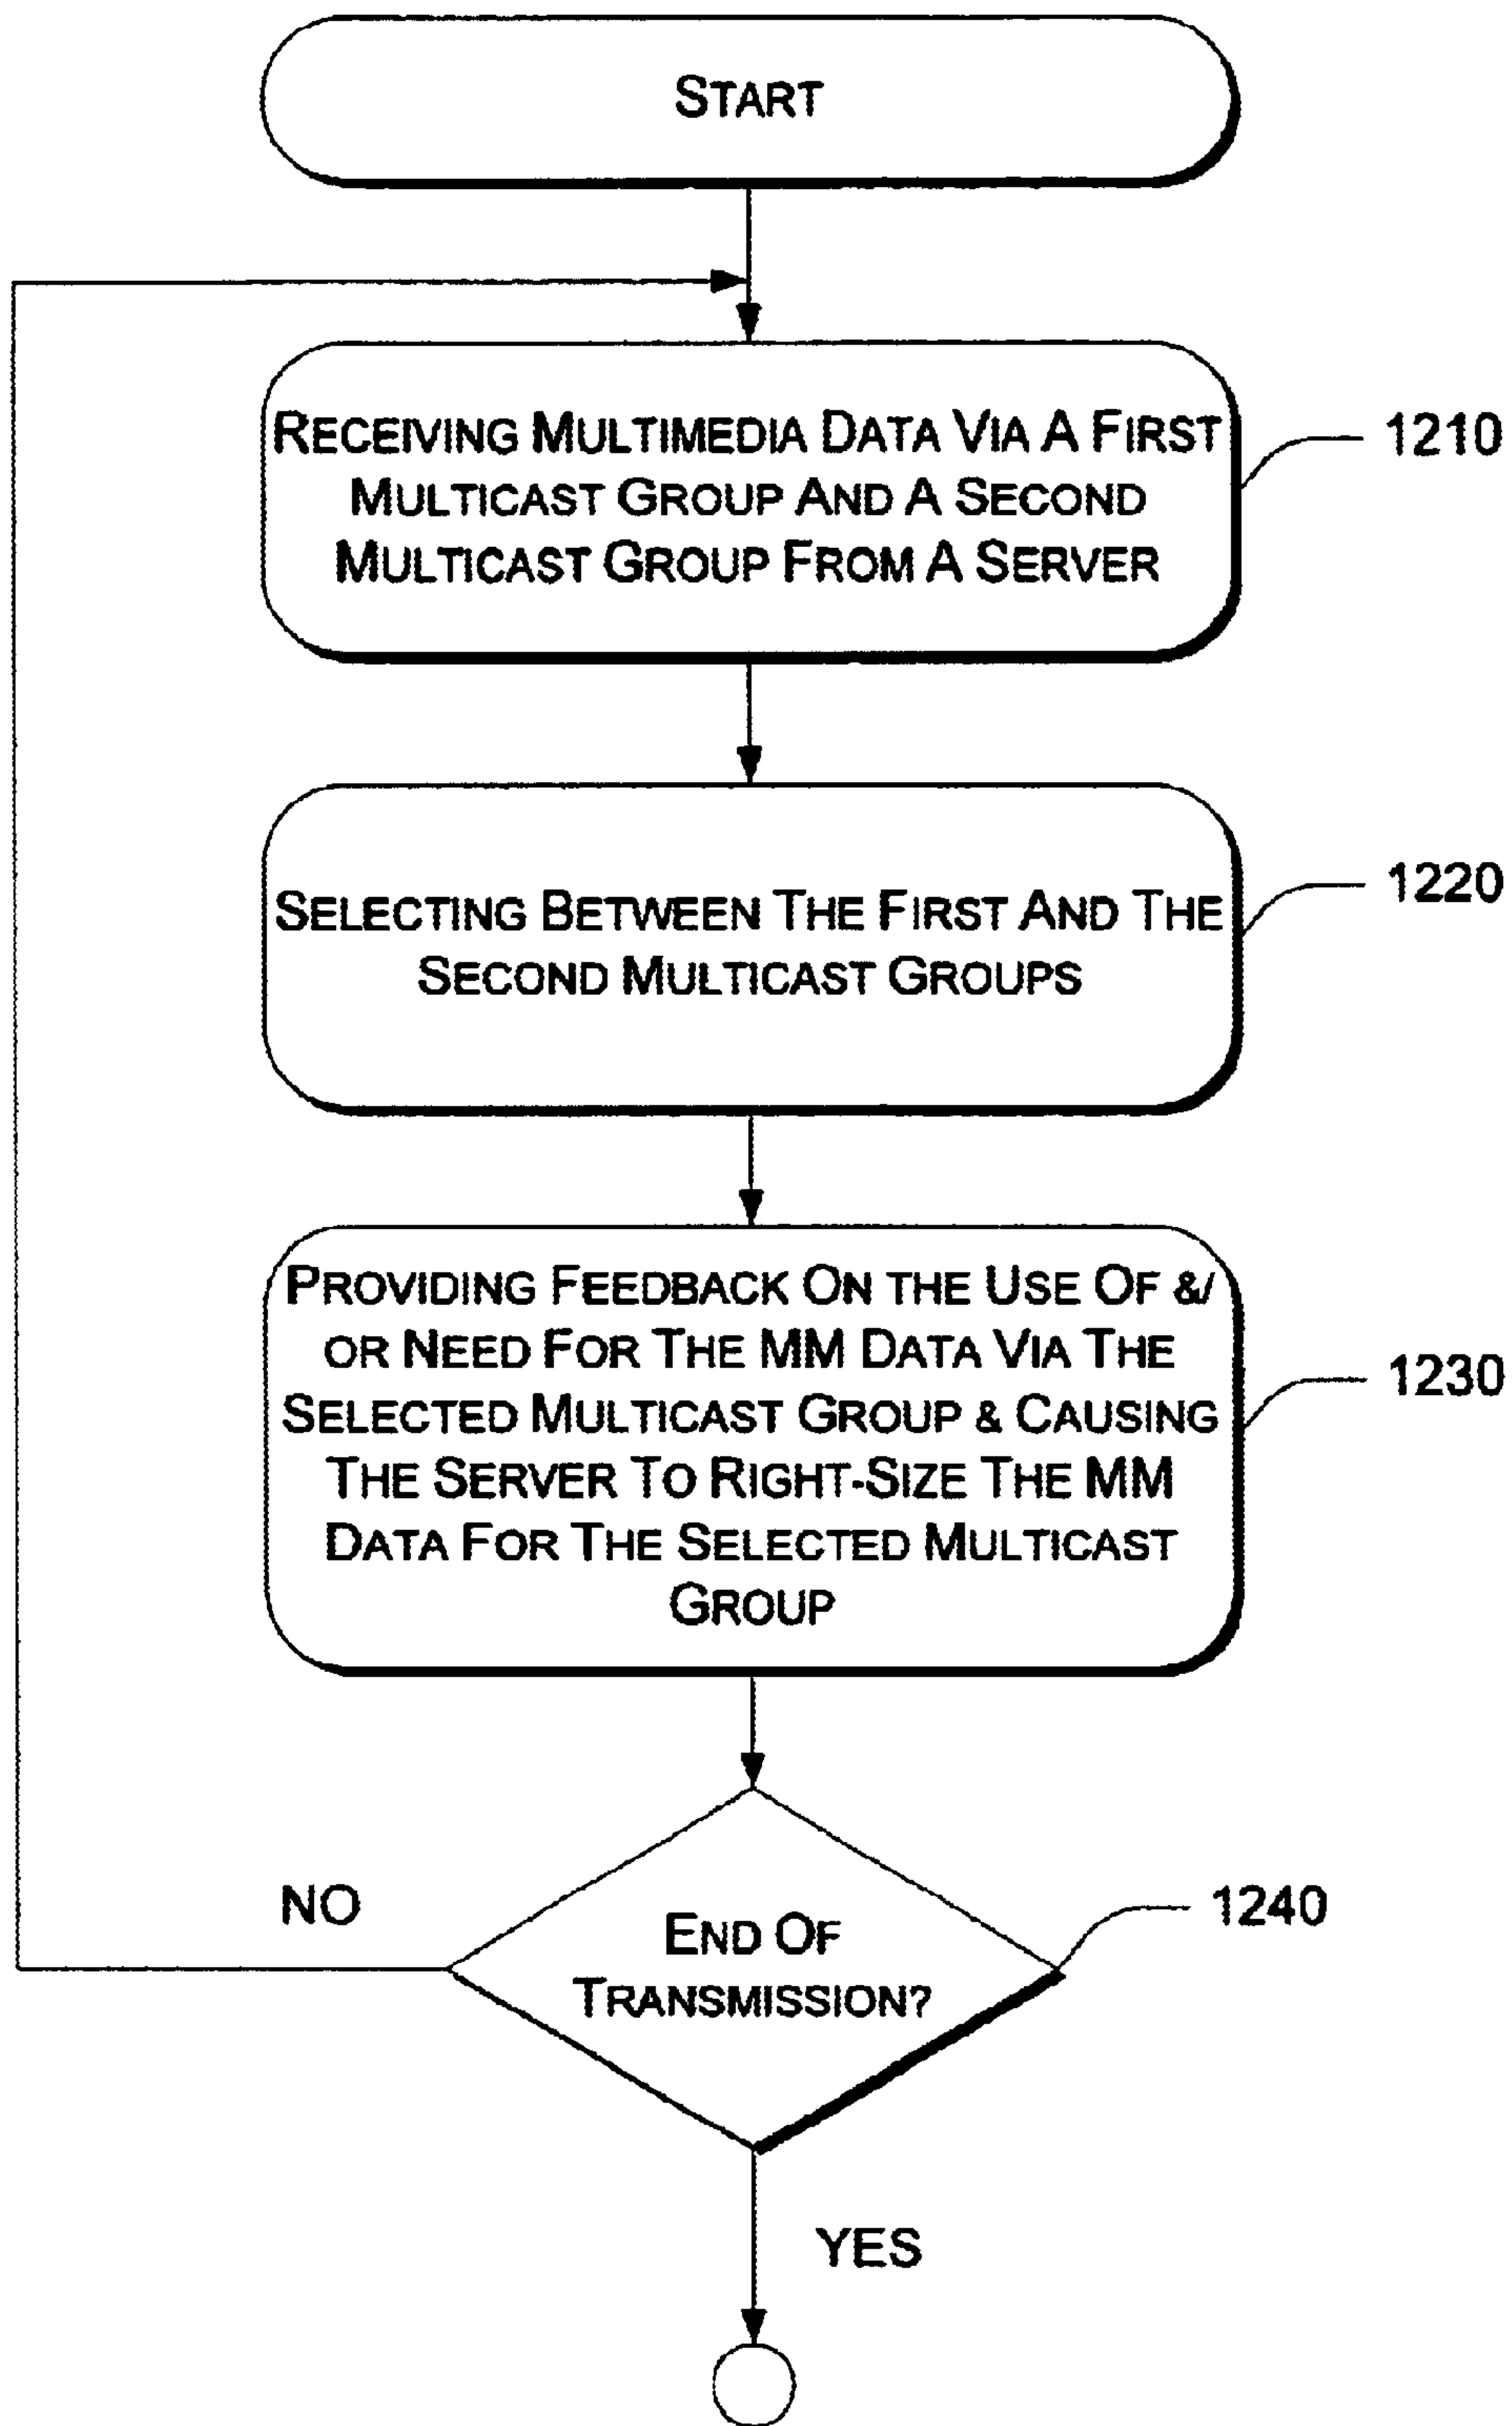 START
RECEIVING MULTIMEDIA DATA VIA A FIRST
MULTICAST GROUP AND A SECOND
MULTICAST GROUP FROM A SERVER
1210
SELECTING BETWEEN THE FIRST AND THE
SECOND MULTICAST GROUPS
1220
PROVIDING FEEDBACK ON THE USE OF &/
OR NEED FOR THE MM DATA VIA THE
SELECTED MULTICAST GROUP & CAUSING
THE SERVER TO RIGHT-SIZE THE MM
DATA FOR THE SELECTED MULTICAST
GROUP
1230
NO
END OF
TRANSMISSION?
1240
YES